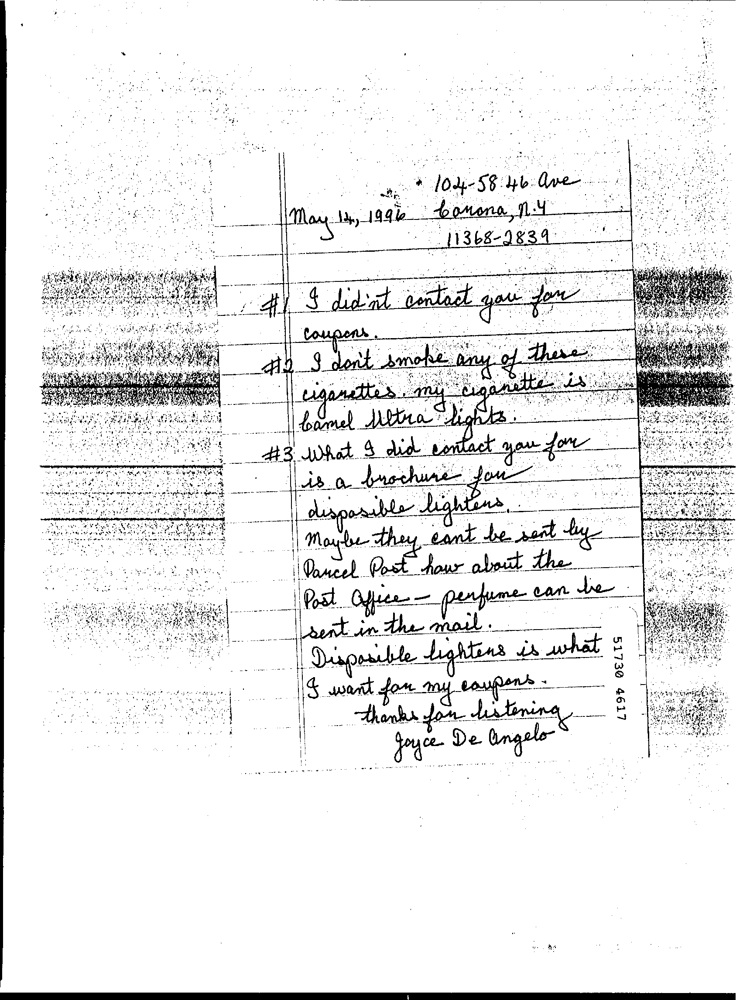 104-58 46 Ave
May 14, 1996 Corona, N.Y
11368-2839
#1 I did'nt contact you for
coupons.
#2 I don't smoke any of these
cigarettes. my cigarette is
Camel Ultra lights.
#3 What I did contact you for
is a brochure for
disposible lighters.
Maybe they cant be sent by
Parcel Post how about the
Post Office - perfume can be
sent in the mail.
Disposible lighters is what
I want for my coupons.
thanks for listening
Joyce De Angelo
51730 4617